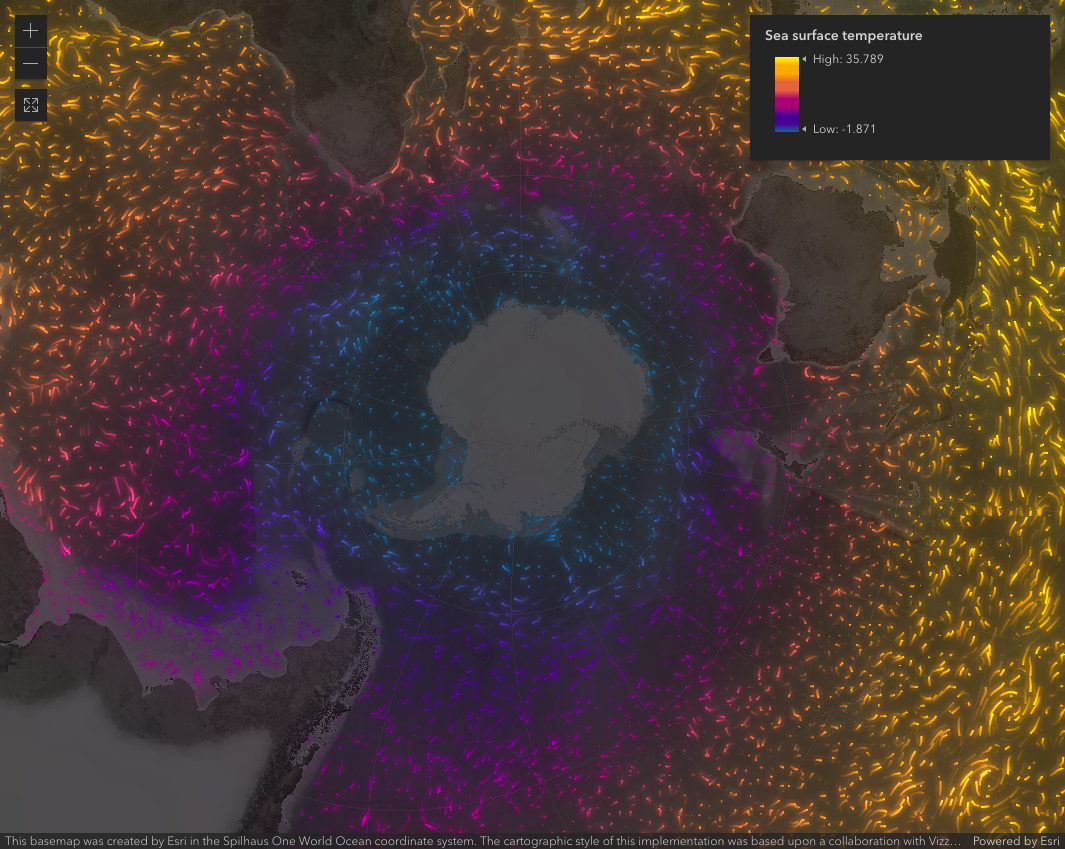 Sea surface temperature
High: 35.789
Low: -1.871
This basemap was created by Esri in the Spilhaus One World Ocean coordinate system. The cartographic style of this implementation was based upon a collaboration with Vizz… Powered by Esri